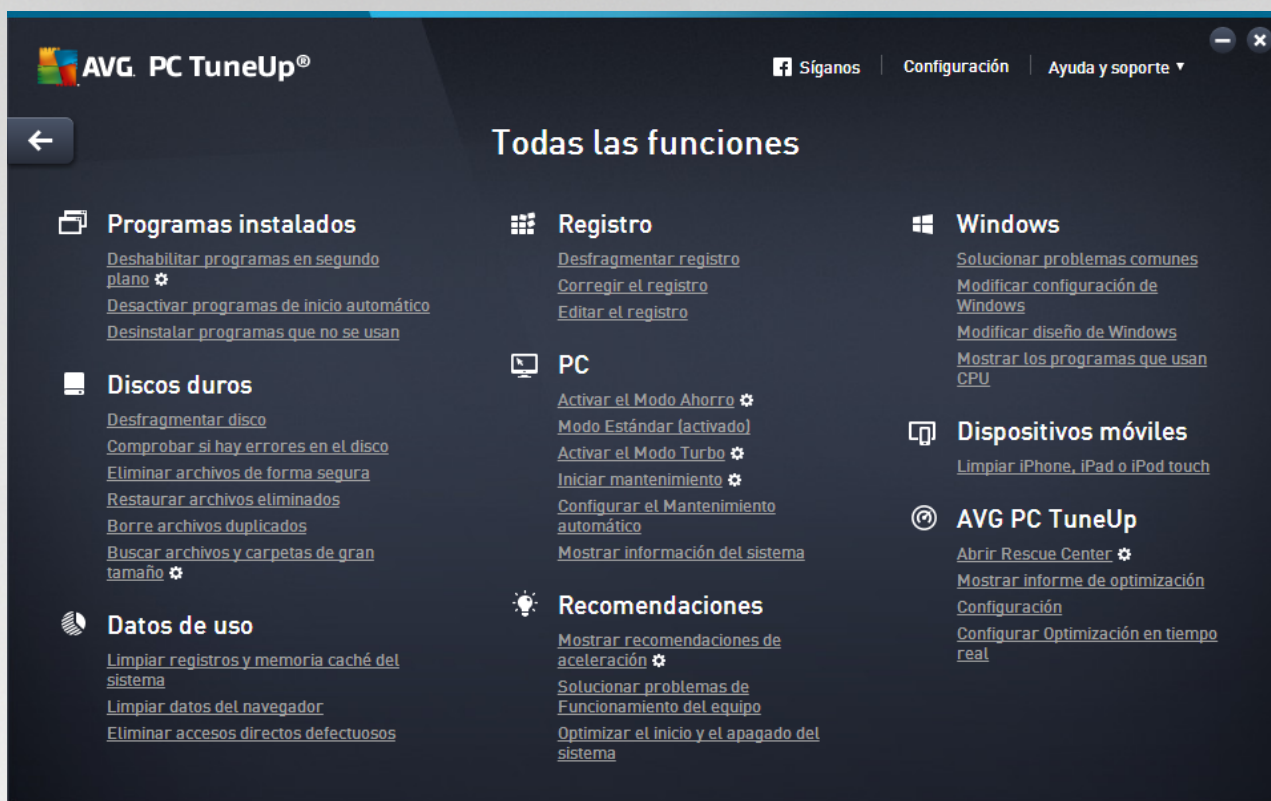 AVG. PC TuneUp®
Síganos
Configuración
Ayuda y soporte
Todas las funciones
Programas instalados
Deshabilitar programas en segundo
plano
Desactivar programas de inicio automático
Desinstalar programas que no se usan
Discos duros
Desfragmentar disco
Comprobar si hay errores en el disco
Eliminar archivos de forma segura
Restaurar archivos eliminados
Borre archivos duplicados
Buscar archivos y carpetas de gran
tamaño
Datos de uso
Limpiar registros y memoria caché del
sistema
Limpiar datos del navegador
Eliminar accesos directos defectuosos
Registro
Desfragmentar registro
Corregir el registro
Editar el registro
PC
Activar el Modo Ahorro
Modo Estándar (activado)
Activar el Modo Turbo
Iniciar mantenimiento
Configurar el Mantenimiento
automático
Mostrar información del sistema
Recomendaciones
Mostrar recomendaciones de
aceleración
Solucionar problemas de
Funcionamiento del equipo
Optimizar el inicio y el apagado del
sistema
Windows
Solucionar problemas comunes
Modificar configuración de
Windows
Modificar diseño de Windows
Mostrar los programas que usan
CPU
Dispositivos móviles
Limpiar iPhone, iPad o iPod touch
AVG PC TuneUp
Abrir Rescue Center
Mostrar informe de optimización
Configuración
Configurar Optimización en tiempo
real